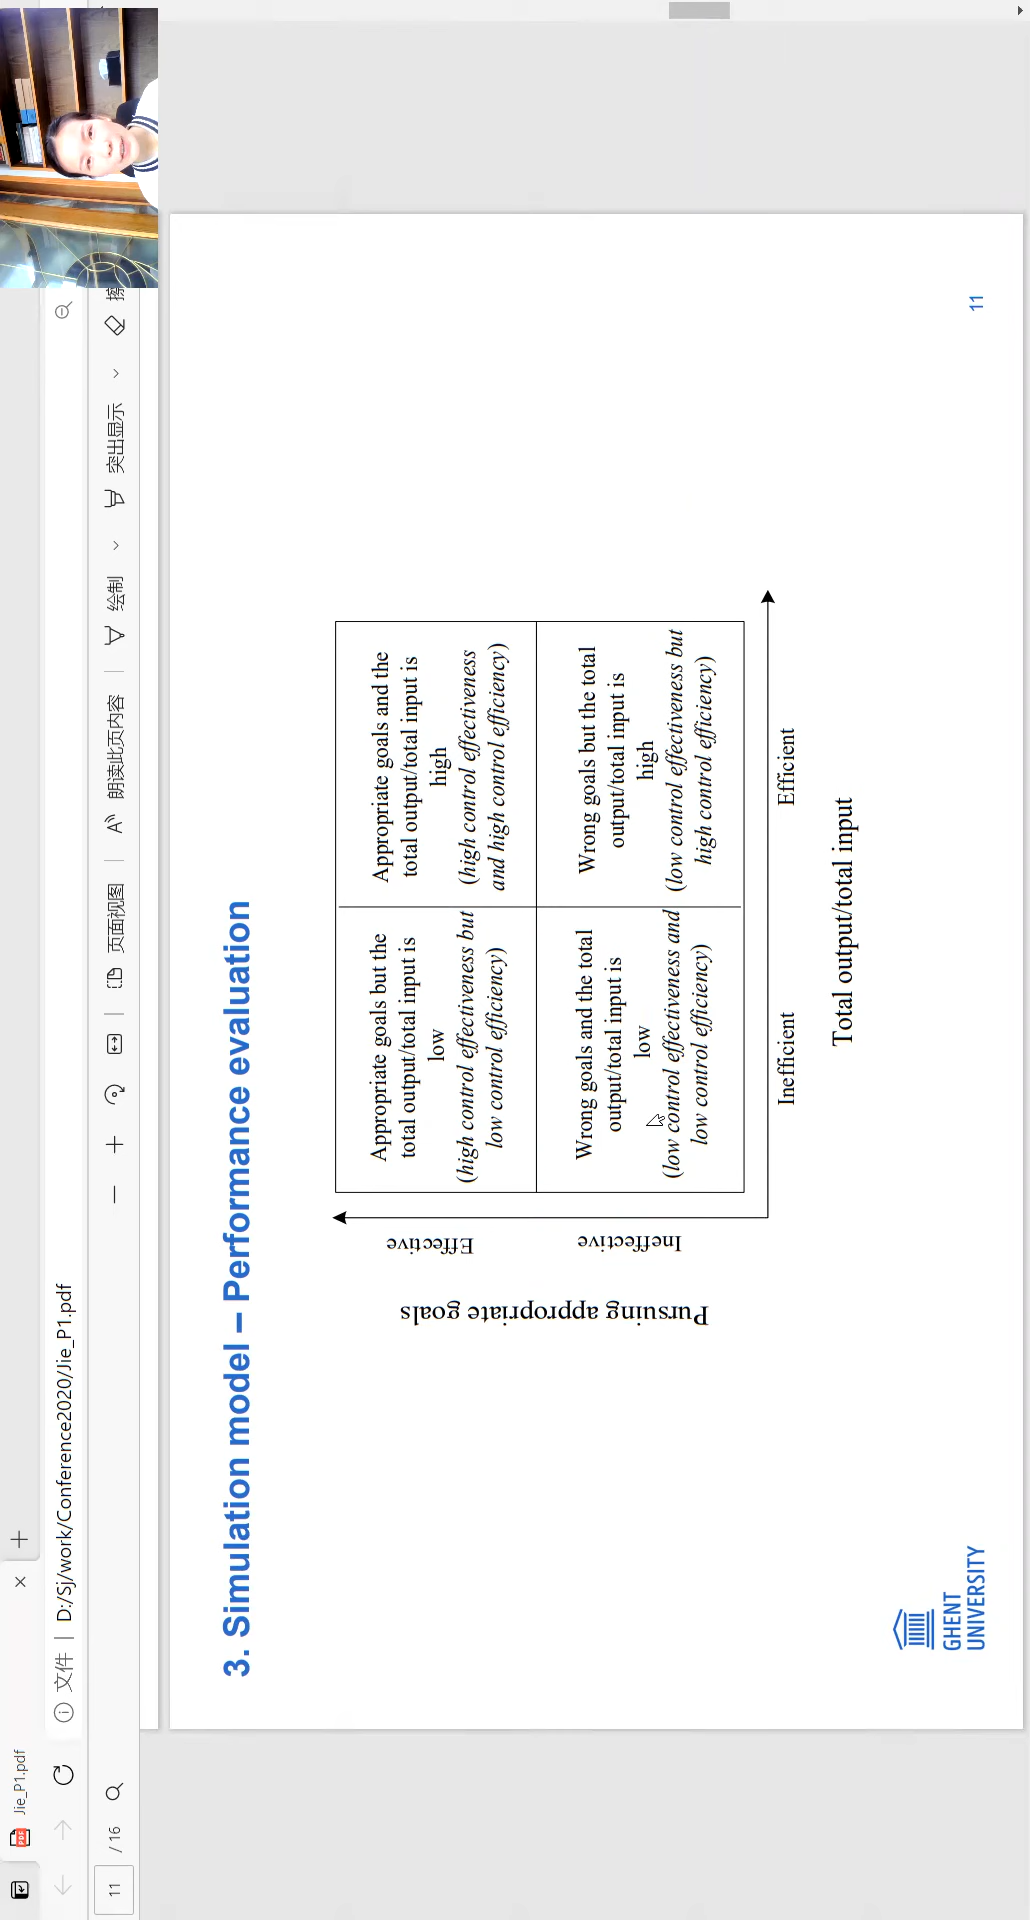 Jie_P1.pdf
文件 | D:/Sj/work/Conference2020/Jie_P1.pdf
11 / 16
页面视图
朗读此页内容
绘制
突出显示
3. Simulation model – Performance evaluation
Pursuing appropriate goals
Effective
Ineffective
Appropriate goals but the
total output/total input is
low
(high control effectiveness but
low control efficiency)
Appropriate goals and the
total output/total input is
high
(high control effectiveness
and high control efficiency)
Wrong goals and the total
output/total input is
low
(low control effectiveness and
low control efficiency)
Wrong goals but the total
output/total input is
high
(low control effectiveness but
high control efficiency)
Inefficient
Efficient
Total output/total input
GHENT
UNIVERSITY
11